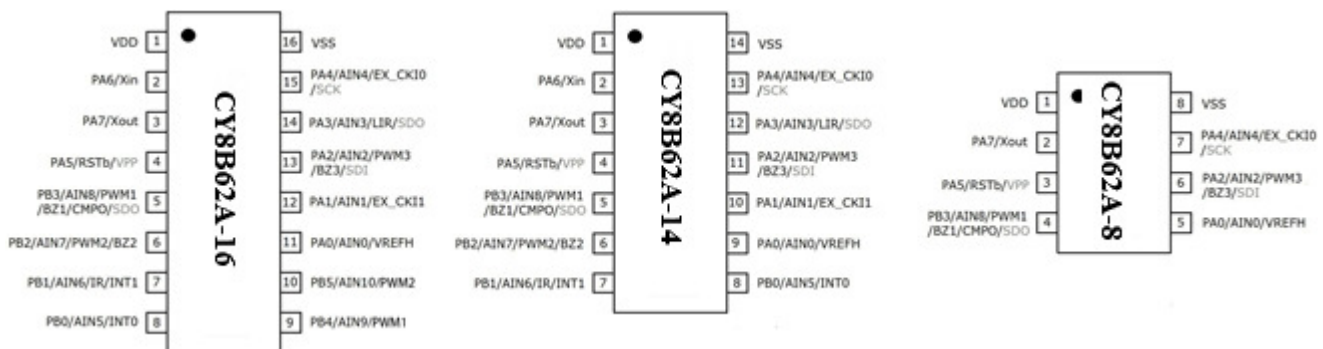 VDD 1
PA6/Xin 2
PA7/Xout 3
PA5/RSTb/VPP 4
PB3/AIN8/PWM1
/BZ1/CMPO/SDO 5
PB2/AIN7/PWM2/BZ2 6
PB1/AIN6/IR/INT1 7
PB0/AIN5/INT0 8
CY8B62A-16
16 VSS
15 PA4/AIN4/EX_CKI0
/SCK
14 PA3/AIN3/LIR/SDO
13 PA2/AIN2/PWM3
/BZ3/SDI
12 PA1/AIN1/EX_CKI1
11 PA0/AIN0/VREFH
10 PB5/AIN10/PWM2
9 PB4/AIN9/PWM1
VDD 1
PA6/Xin 2
PA7/Xout 3
PA5/RSTb/VPP 4
PB3/AIN8/PWM1
/BZ1/CMPO/SDO 5
PB2/AIN7/PWM2/BZ2 6
PB1/AIN6/IR/INT1 7
CY8B62A-14
14 VSS
13 PA4/AIN4/EX_CKI0
/SCK
12 PA3/AIN3/LIR/SDO
11 PA2/AIN2/PWM3
/BZ3/SDI
10 PA1/AIN1/EX_CKI1
9 PA0/AIN0/VREFH
8 PB0/AIN5/INT0
VDD 1
PA7/Xout 2
PA5/RSTb/VPP 3
PB3/AIN8/PWM1
/BZ1/CMPO/SDO 4
CY8B62A-8
8 VSS
7 PA4/AIN4/EX_CKI0
/SCK
6 PA2/AIN2/PWM3
/BZ3/SDI
5 PA0/AIN0/VREFH